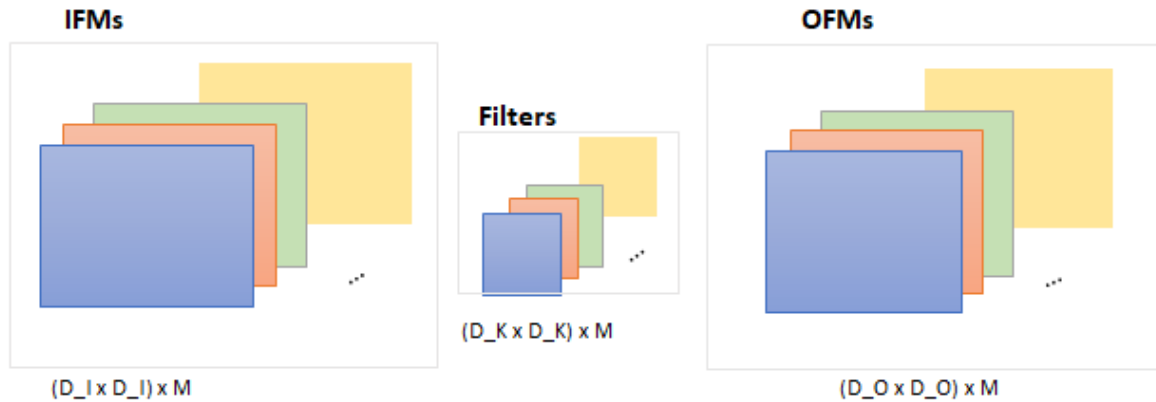 IFMs
OFMs
Filters
...
...
...
(D_K x D_K) x M
(D_I x D_I) x M
(D_O x D_O) x M